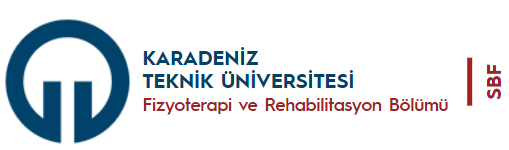 KARADENİZ
TEKNİK ÜNİVERSİTESİ
Fizyoterapi ve Rehabilitasyon Bölümü
SBF